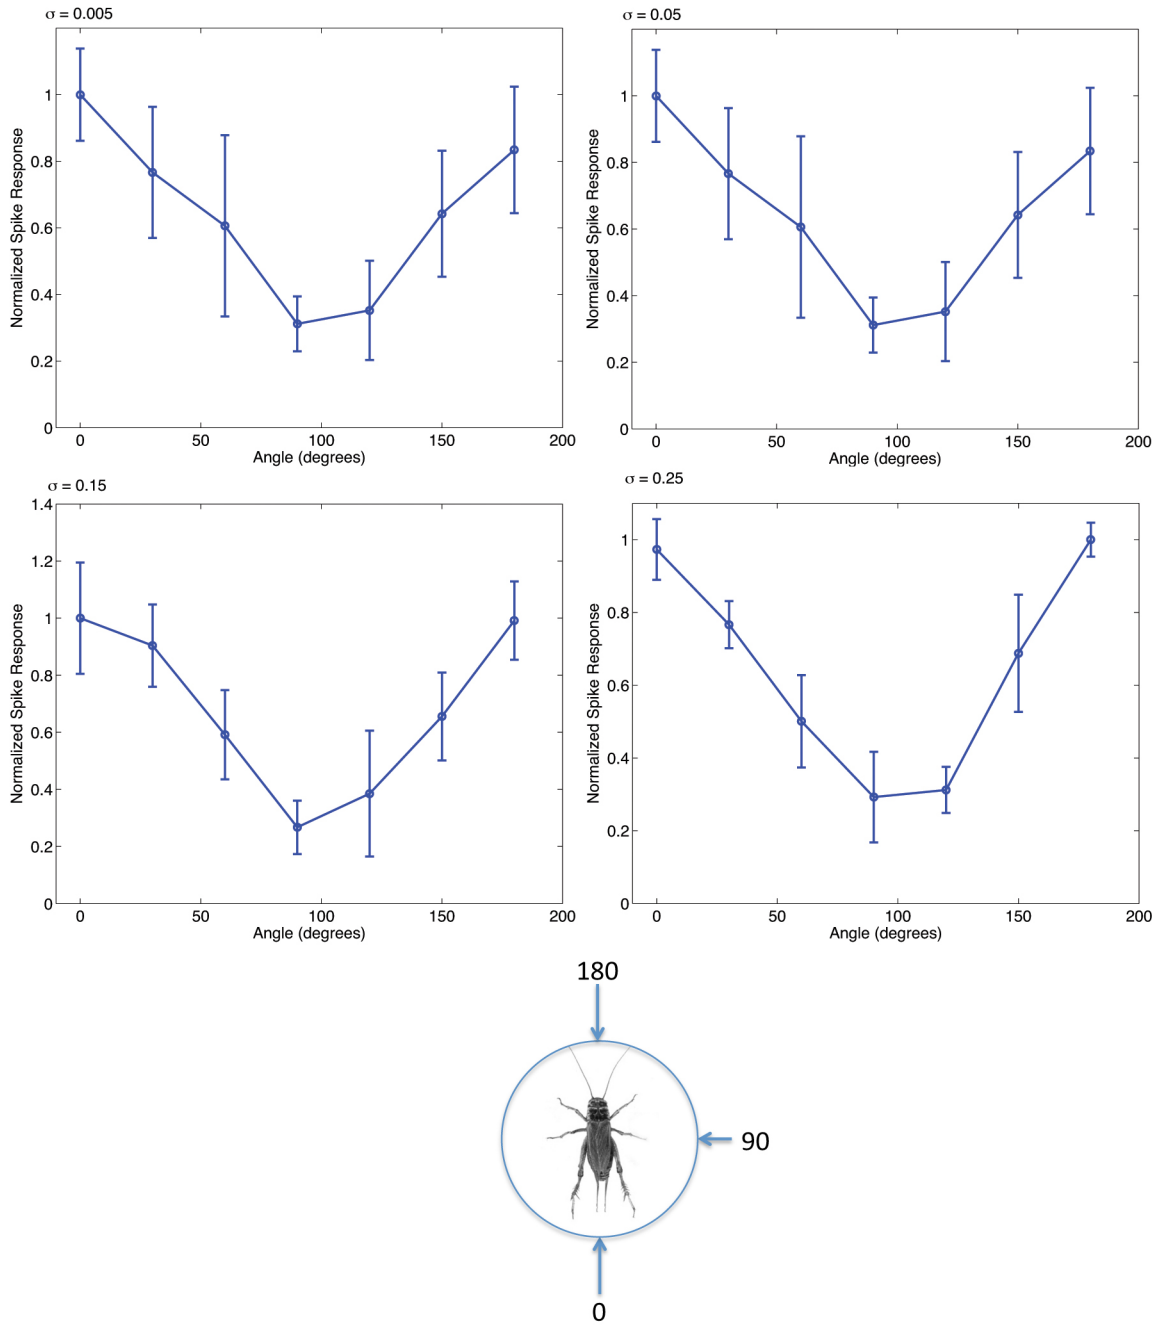 σ = 0.005
Normalized Spike Response
1
0.8
0.6
0.4
0.2
0
0 50 100 150 200
Angle (degrees)
σ = 0.05
Normalized Spike Response
1
0.8
0.6
0.4
0.2
0
0 50 100 150 200
Angle (degrees)
σ = 0.15
Normalized Spike Response
1.4
1.2
1
0.8
0.6
0.4
0.2
0
0 50 100 150 200
Angle (degrees)
σ = 0.25
Normalized Spike Response
1
0.8
0.6
0.4
0.2
0
0 50 100 150 200
Angle (degrees)
180
90
0